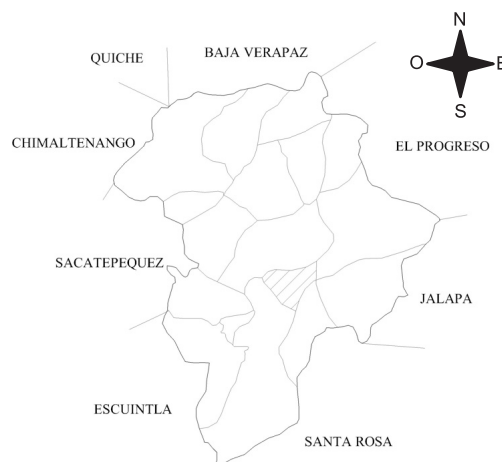 N
BAJA VERAPAZ
QUICHE
O
E
S
CHIMALTENANGO
EL PROGRESO
SACATEPEQUEZ
JALAPA
ESCUINTLA
SANTA ROSA